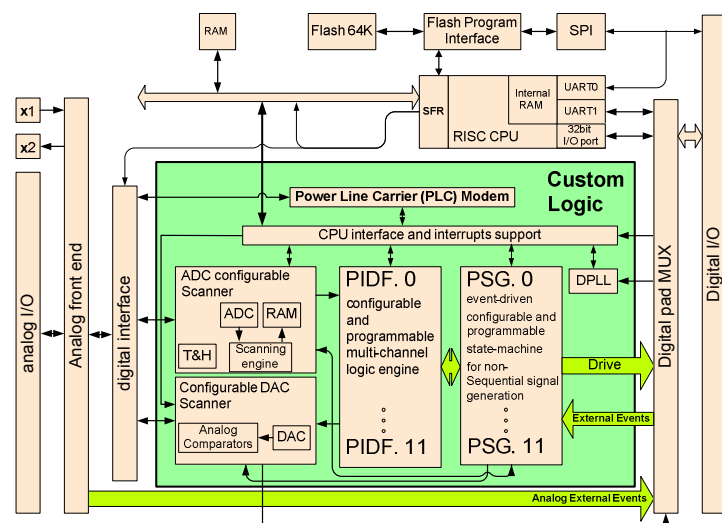 RAM
Flash 64K
Flash Program
Interface
SPI
SFR
RISC CPU
Internal
RAM
UART0
UART1
32bit
I/O port
x1
x2
analog I/O
Analog front end
digital interface
Custom
Logic
Power Line Carrier (PLC) Modem
CPU interface and interrupts support
ADC configurable
Scanner
ADC
RAM
T&H
Scanning
engine
Configurable DAC
Scanner
Analog
Comparators
DAC
PIDF. 0
configurable
and
programmable
multi-channel
logic engine
PIDF. 11
PSG. 0
event-driven
configurable and
programmable
state-machine
for non-
Sequential signal
generation
PSG. 11
DPLL
Drive
External Events
Analog External Events
Digital pad MUX
Digital I/O